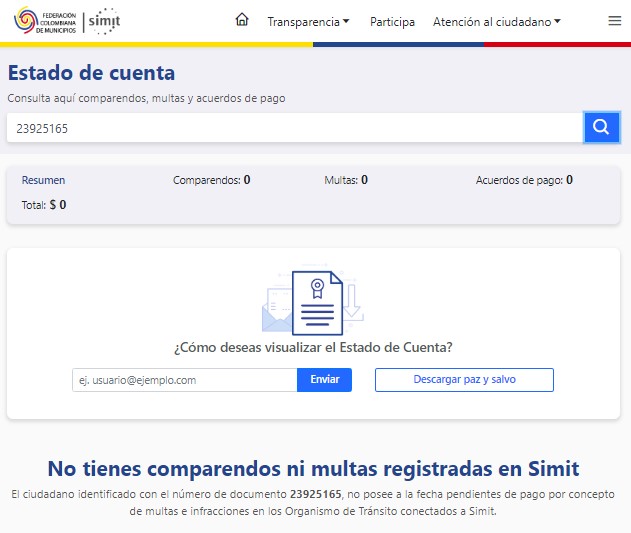 FEDERACIÓN
COLOMBIANA
DE MUNICIPIOS
simit
Transparencia
Participa
Atención al ciudadano
Estado de cuenta
Consulta aquí comparendos, multas y acuerdos de pago
23925165
Resumen Comparendos: 0 Multas: 0 Acuerdos de pago: 0
Total: $ 0
¿Cómo deseas visualizar el Estado de Cuenta?
ej. usuario@ejemplo.com Enviar Descargar paz y salvo
No tienes comparendos ni multas registradas en Simit
El ciudadano identificado con el número de documento 23925165, no posee a la fecha pendientes de pago por concepto
de multas e infracciones en los Organismo de Tránsito conectados a Simit.